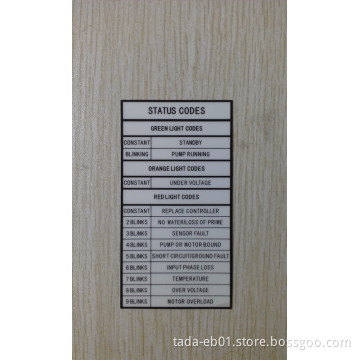 STATUS CODES
GREEN LIGHT CODES
CONSTANT STANDBY
BLINKING PUMP RUNNING
ORANGE LIGHT CODES
CONSTANT UNDER VOLTAGE
RED LIGHT CODES
CONSTANT REPLACE CONTROLLER
2 BLINKS NO WATER/LOSS OF PRIME
3 BLINKS SENSOR FAULT
4 BLINKS PUMP OR MOTOR BOUND
5 BLINKS SHORT CIRCUIT/GROUND FAULT
6 BLINKS INPUT PHASE LOSS
7 BLINKS TEMPERATURE
8 BLINKS OVER VOLTAGE
9 BLINKS MOTOR OVERLOAD
tada-eb01.store.bossgoo.com